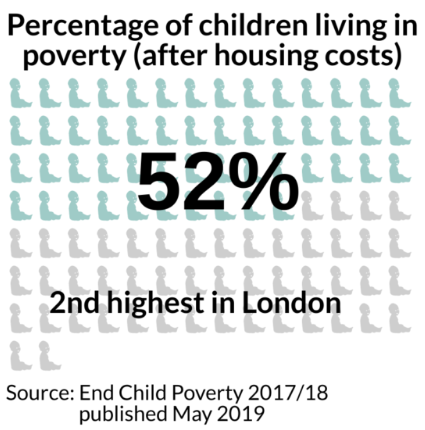 Percentage of children living in
poverty (after housing costs)
52%
2nd highest in London
Source: End Child Poverty 2017/18
published May 2019